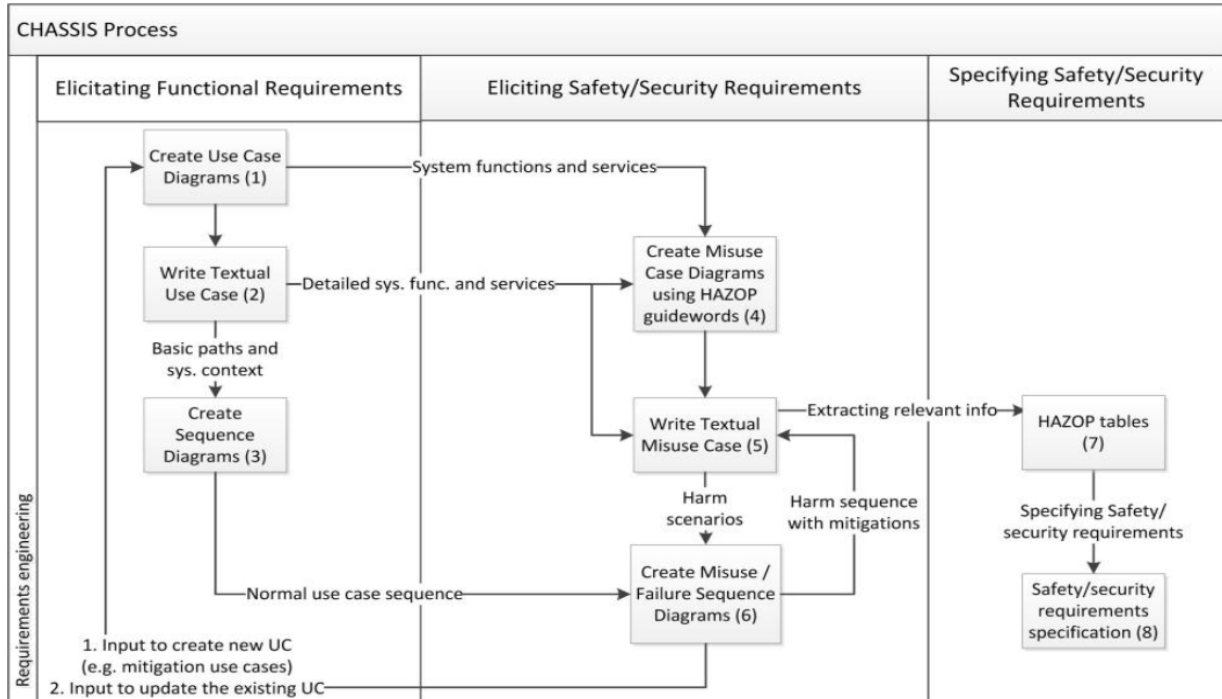 CHASSIS Process
Elicitating Functional Requirements
Eliciting Safety/Security Requirements
Specifying Safety/Security
Requirements
Requirements engineering
Create Use Case
Diagrams (1)
System functions and services
Write Textual
Use Case (2)
Detailed sys. func. and services
Create Misuse
Case Diagrams
using HAZOP
guidewords (4)
Basic paths and
sys. context
Create
Sequence
Diagrams (3)
Write Textual
Misuse Case (5)
Extracting relevant info
HAZOP tables
(7)
Harm
scenarios
Harm sequence
with mitigations
Specifying Safety/
security requirements
Normal use case sequence
Create Misuse /
Failure Sequence
Diagrams (6)
Safety/security
requirements
specification (8)
1. Input to create new UC
(e.g. mitigation use cases)
2. Input to update the existing UC